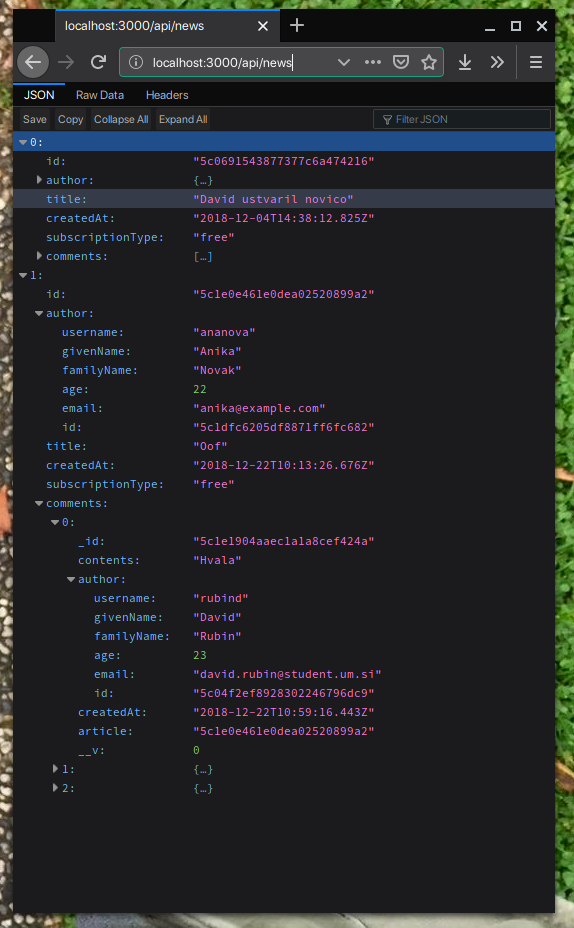 localhost:3000/api/news
localhost:3000/api/news
JSON Raw Data Headers
Save Copy Collapse All Expand All Filter JSON
0:
id: "5c0691543877377c6a474216"
author: {…}
title: "David ustvaril novico"
createdAt: "2018-12-04T14:38:12.825Z"
subscriptionType: "free"
comments: […]
1:
id: "5c1e0e461e0dea02520899a2"
author:
username: "ananova"
givenName: "Anika"
familyName: "Novak"
age: 22
email: "anika@example.com"
id: "5c1dfc6205df8871ff6fc682"
title: "Oof"
createdAt: "2018-12-22T10:13:26.676Z"
subscriptionType: "free"
comments:
0:
_id: "5c1e1904aaec1a1a8cef424a"
contents: "Hvala"
author:
username: "rubind"
givenName: "David"
familyName: "Rubin"
age: 23
email: "david.rubin@student.um.si"
id: "5c04f2ef8928302246796dc9"
createdAt: "2018-12-22T10:59:16.443Z"
article: "5c1e0e461e0dea02520899a2"
__v: 0
1: {…}
2: {…}